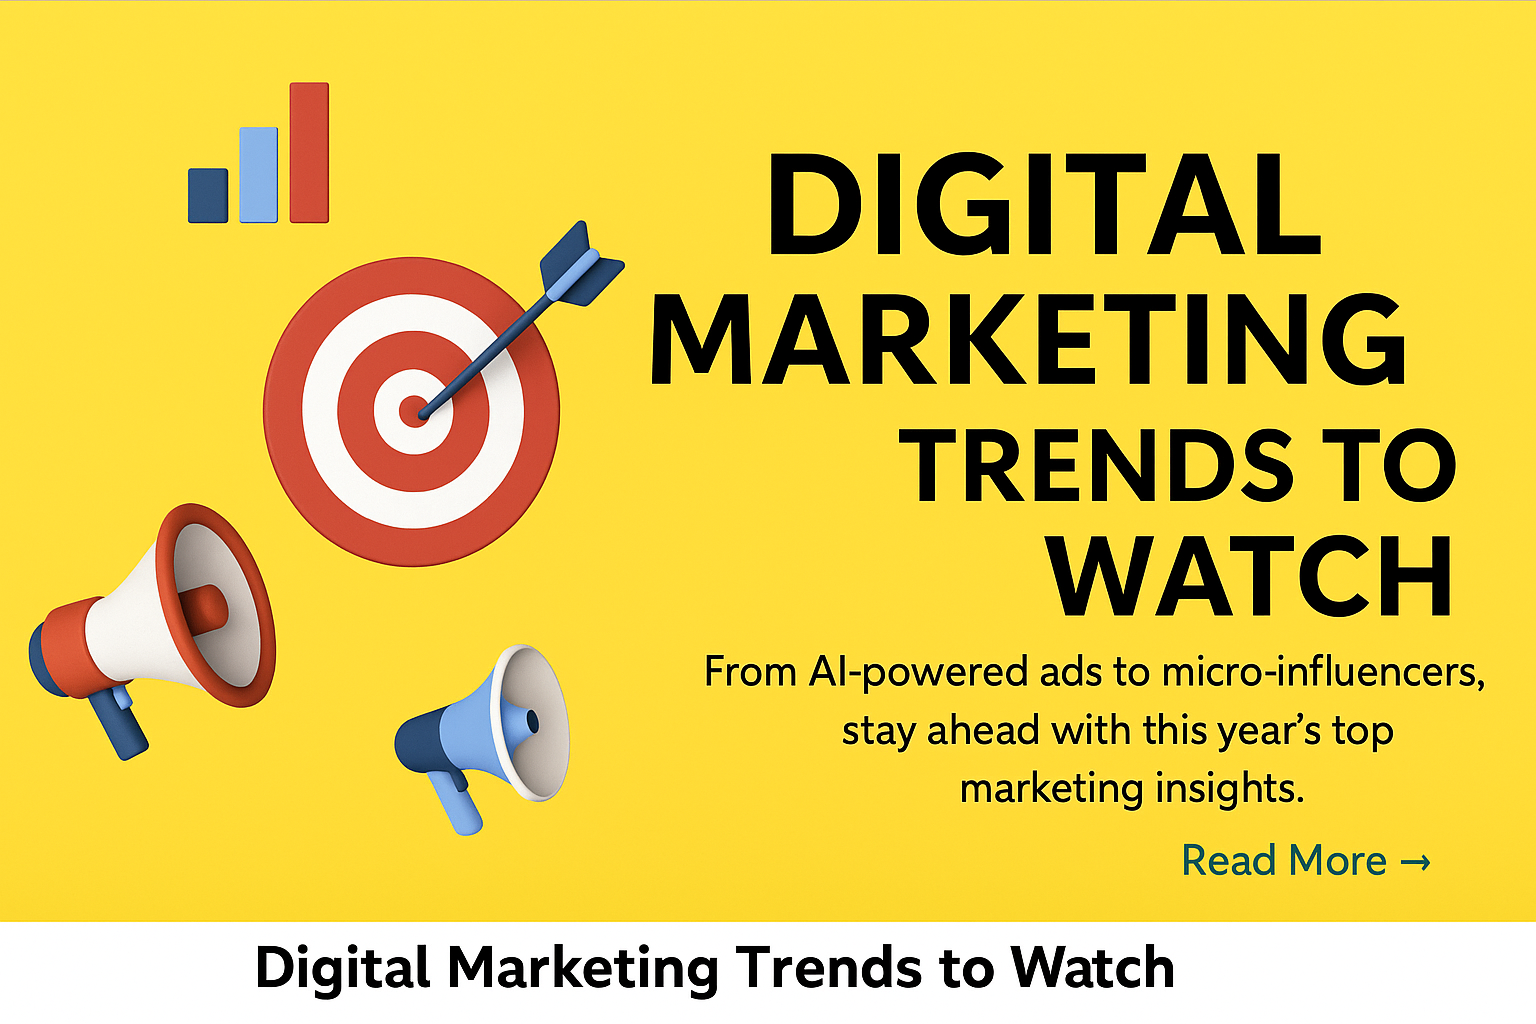 DIGITAL
MARKETING
TRENDS TO
WATCH
From AI-powered ads to micro-influencers,
stay ahead with this year’s top
marketing insights.
Read More →
Digital Marketing Trends to Watch